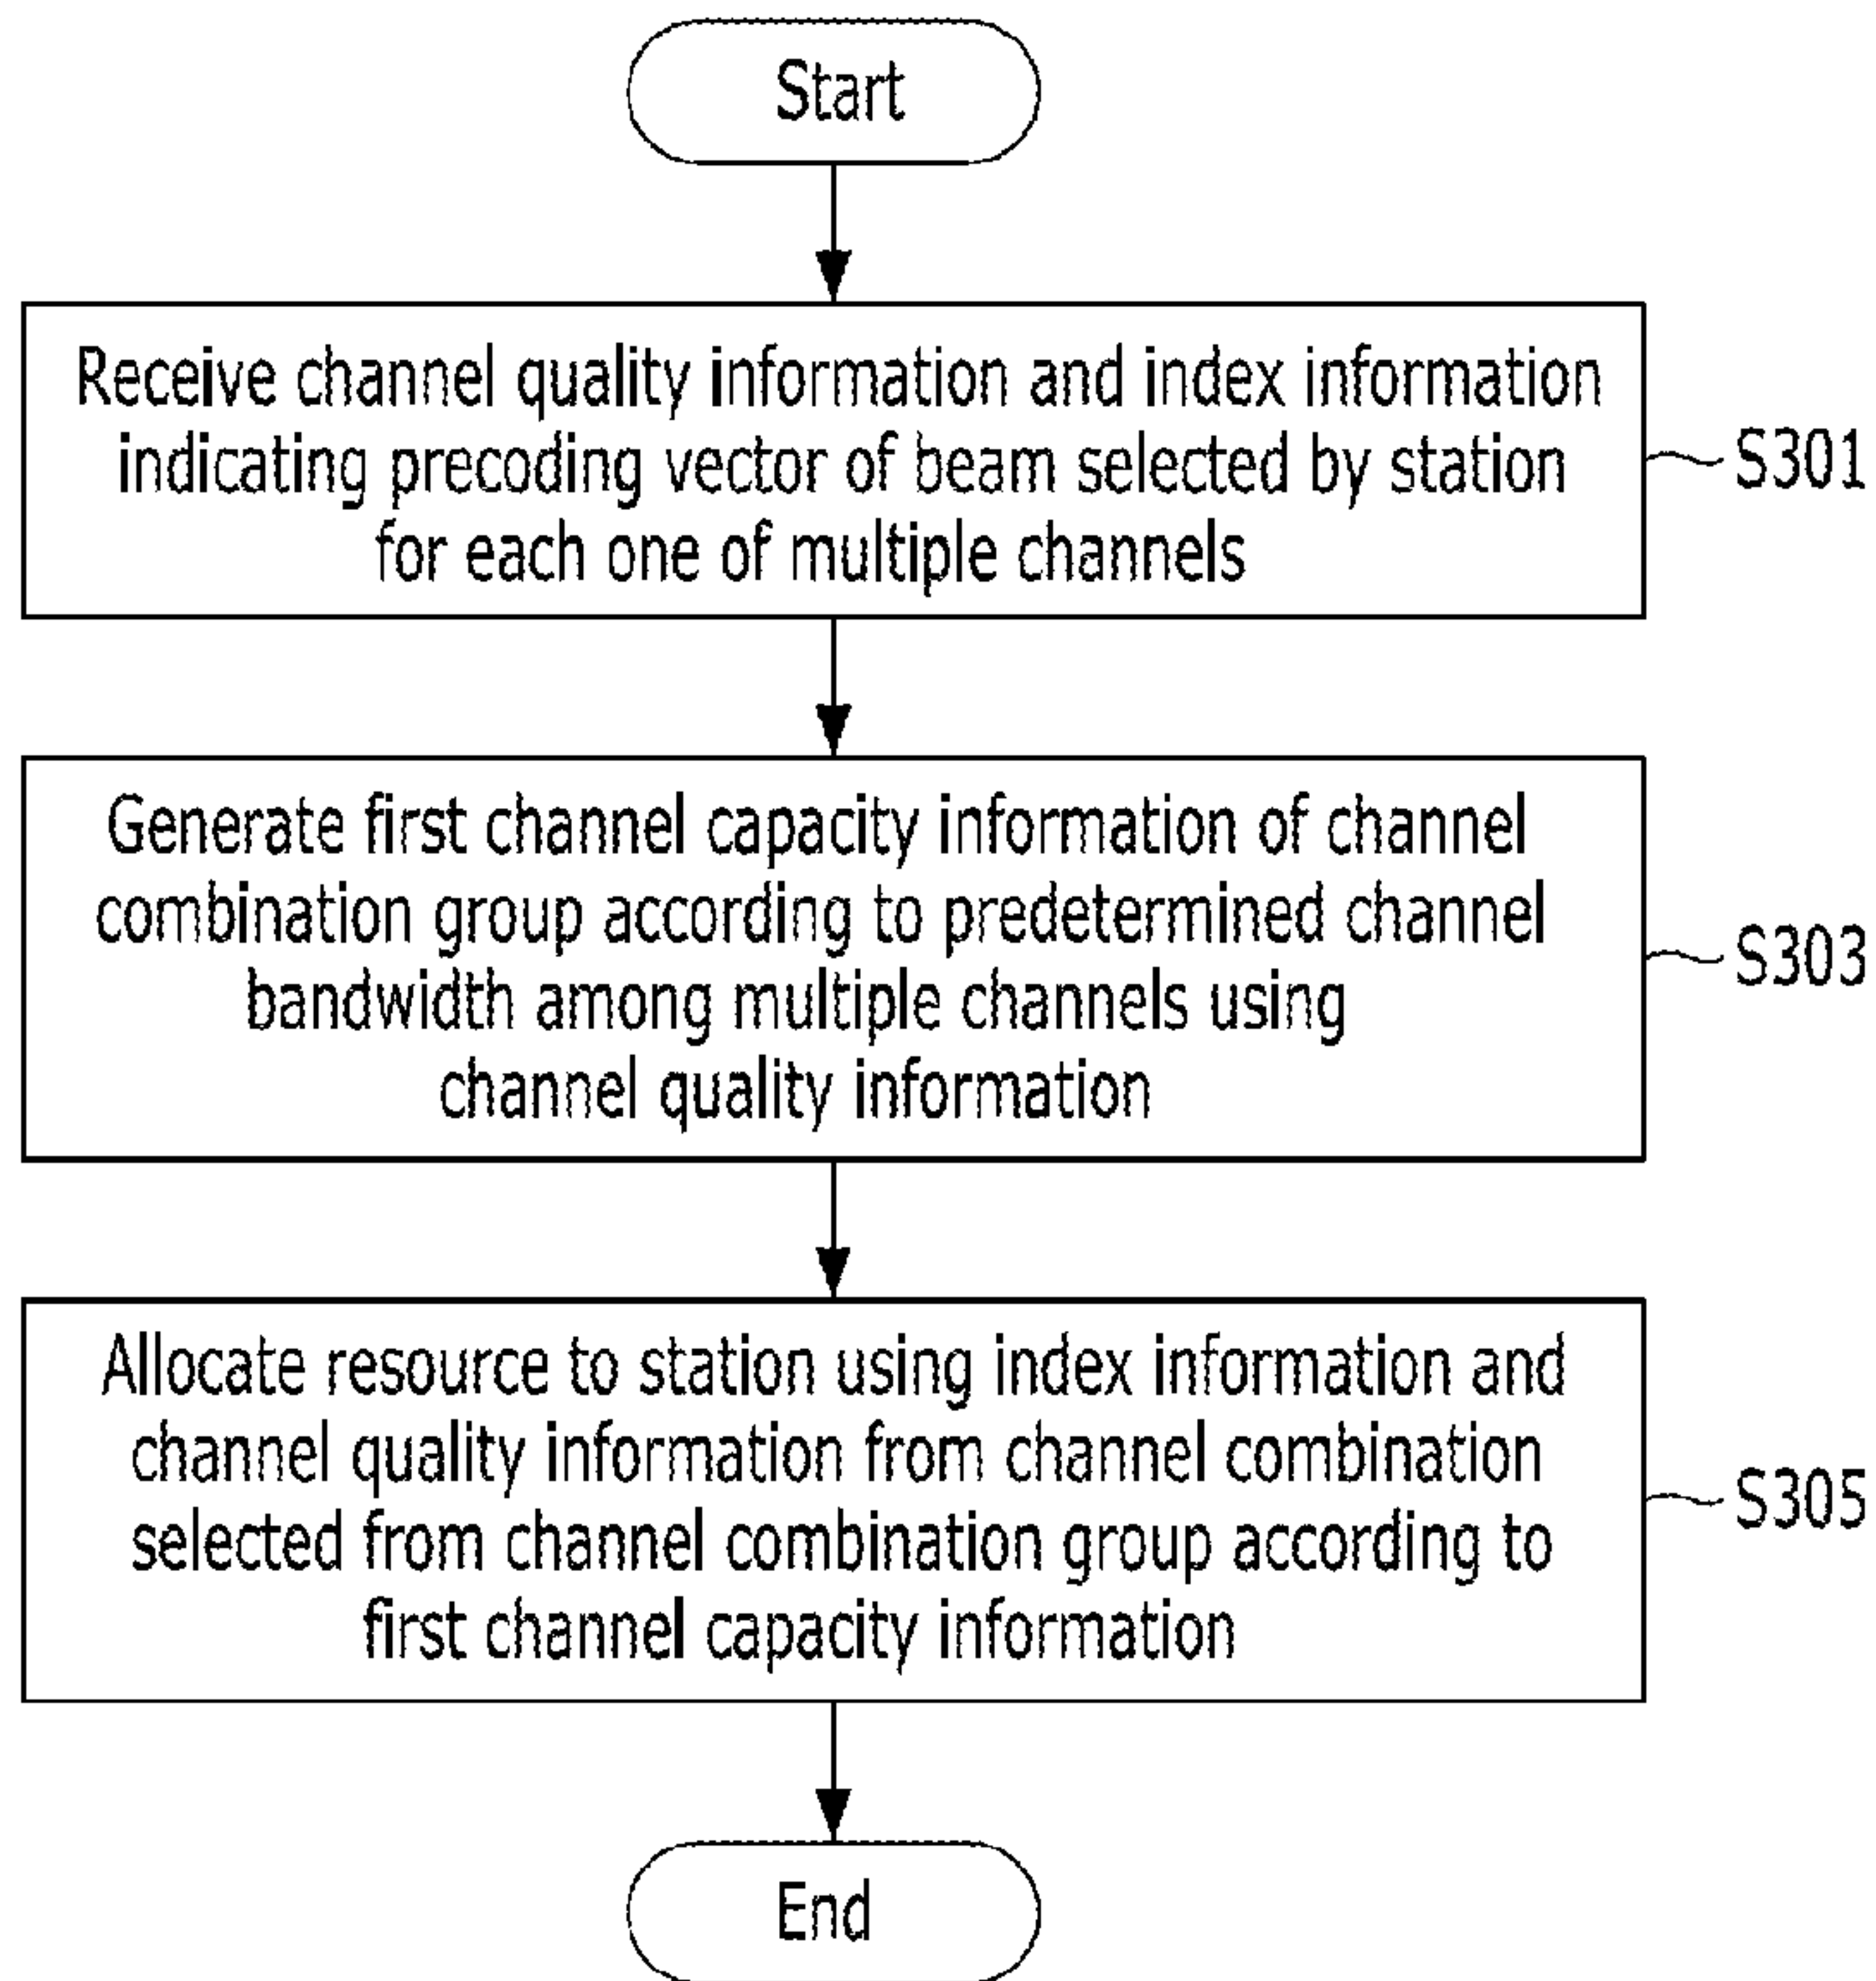 Start
Receive channel quality information and index information
indicating precoding vector of beam selected by station
for each one of multiple channels
S301
Generate first channel capacity information of channel
combination group according to predetermined channel
bandwidth among multiple channels using
channel quality information
S303
Allocate resource to station using index information and
channel quality information from channel combination
selected from channel combination group according to
first channel capacity information
S305
End